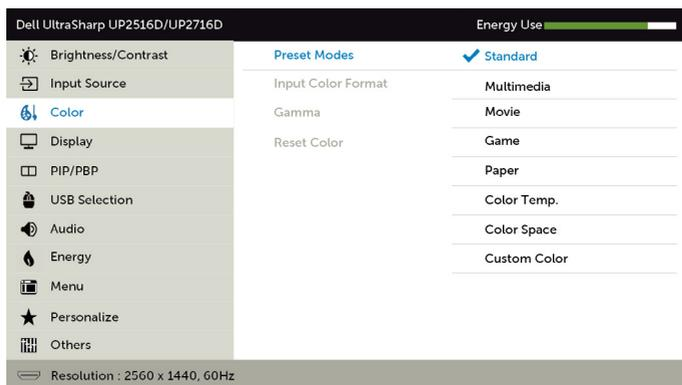 Dell UltraSharp UP2516D/UP2716D Energy Use
Brightness/Contrast Preset Modes Standard
Input Source Input Color Format Multimedia
Color Gamma Movie
Display Reset Color Game
PIP/PBP Paper
USB Selection Color Temp.
Audio Color Space
Energy Custom Color
Menu
Personalize
Others
Resolution : 2560 x 1440, 60Hz